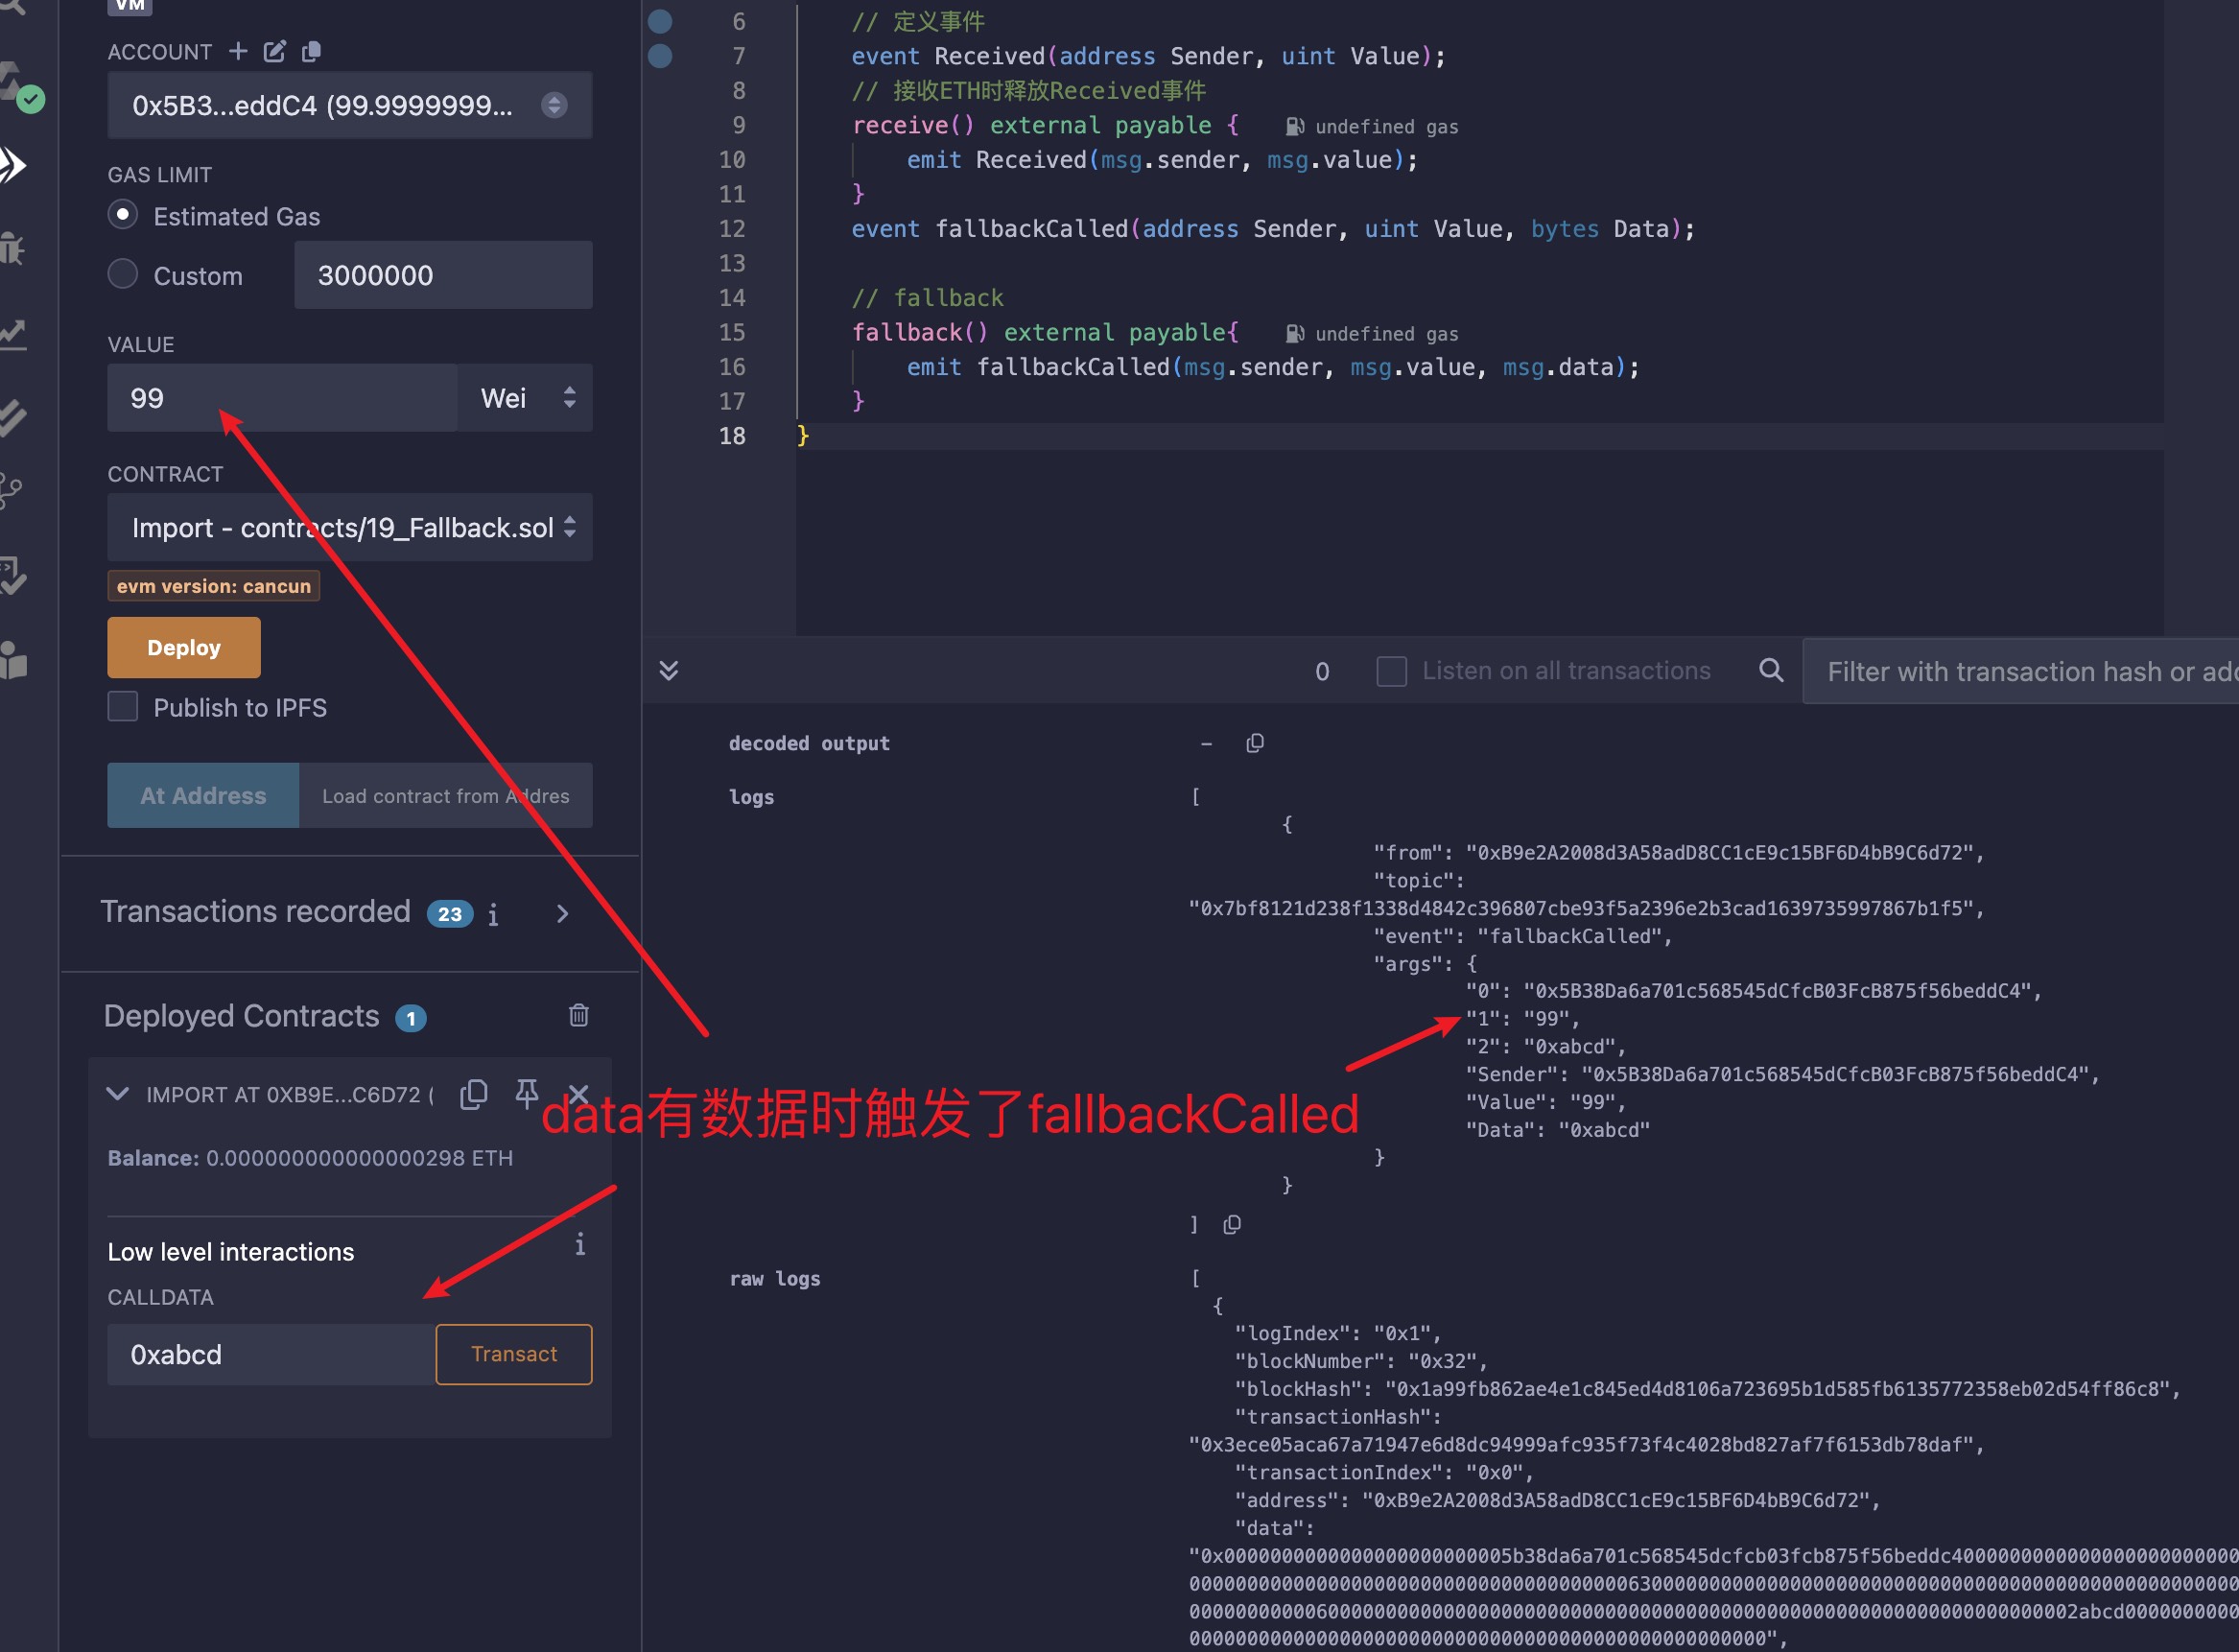 VM
ACCOUNT
0x5B3...eddC4 (99.9999999...
GAS LIMIT
Estimated Gas
Custom
3000000
VALUE
99
Wei
CONTRACT
Import - contracts/19_Fallback.sol
evm version: cancun
Deploy
Publish to IPFS
At Address
Load contract from Addres
Transactions recorded 23 i
Deployed Contracts 1
IMPORT AT 0XB9E...C6D72 (
Balance: 0.000000000000000298 ETH
Low level interactions
i
CALLDATA
0xabcd
Transact
6 // 定义事件
7 event Received(address Sender, uint Value);
8 // 接收ETH时释放Received事件
9 receive() external payable { undefined gas
10 emit Received(msg.sender, msg.value);
11 }
12 event fallbackCalled(address Sender, uint Value, bytes Data);
13
14 // fallback
15 fallback() external payable{ undefined gas
16 emit fallbackCalled(msg.sender, msg.value, msg.data);
17 }
18 }
0
Listen on all transactions
Filter with transaction hash or add
decoded output -
logs [
{
"from": "0xB9e2A2008d3A58adD8CC1cE9c15BF6D4bB9C6d72",
"topic":
"0x7bf8121d238f1338d4842c396807cbe93f5a2396e2b3cad1639735997867b1f5",
"event": "fallbackCalled",
"args": {
"0": "0x5B38Da6a701c568545dCfcB03FcB875f56beddC4",
"1": "99",
"2": "0xabcd",
"Sender": "0x5B38Da6a701c568545dCfcB03FcB875f56beddC4",
"Value": "99",
"Data": "0xabcd"
}
}
]
data有数据时触发了fallbackCalled
raw logs [
{
"logIndex": "0x1",
"blockNumber": "0x32",
"blockHash": "0x1a99fb862ae4e1c845ed4d8106a723695b1d585fb6135772358eb02d54ff86c8",
"transactionHash":
"0x3ece05aca67a71947e6d8dc94999afc935f73f4c4028bd827af7f6153db78daf",
"transactionIndex": "0x0",
"address": "0xB9e2A2008d3A58adD8CC1cE9c15BF6D4bB9C6d72",
"data":